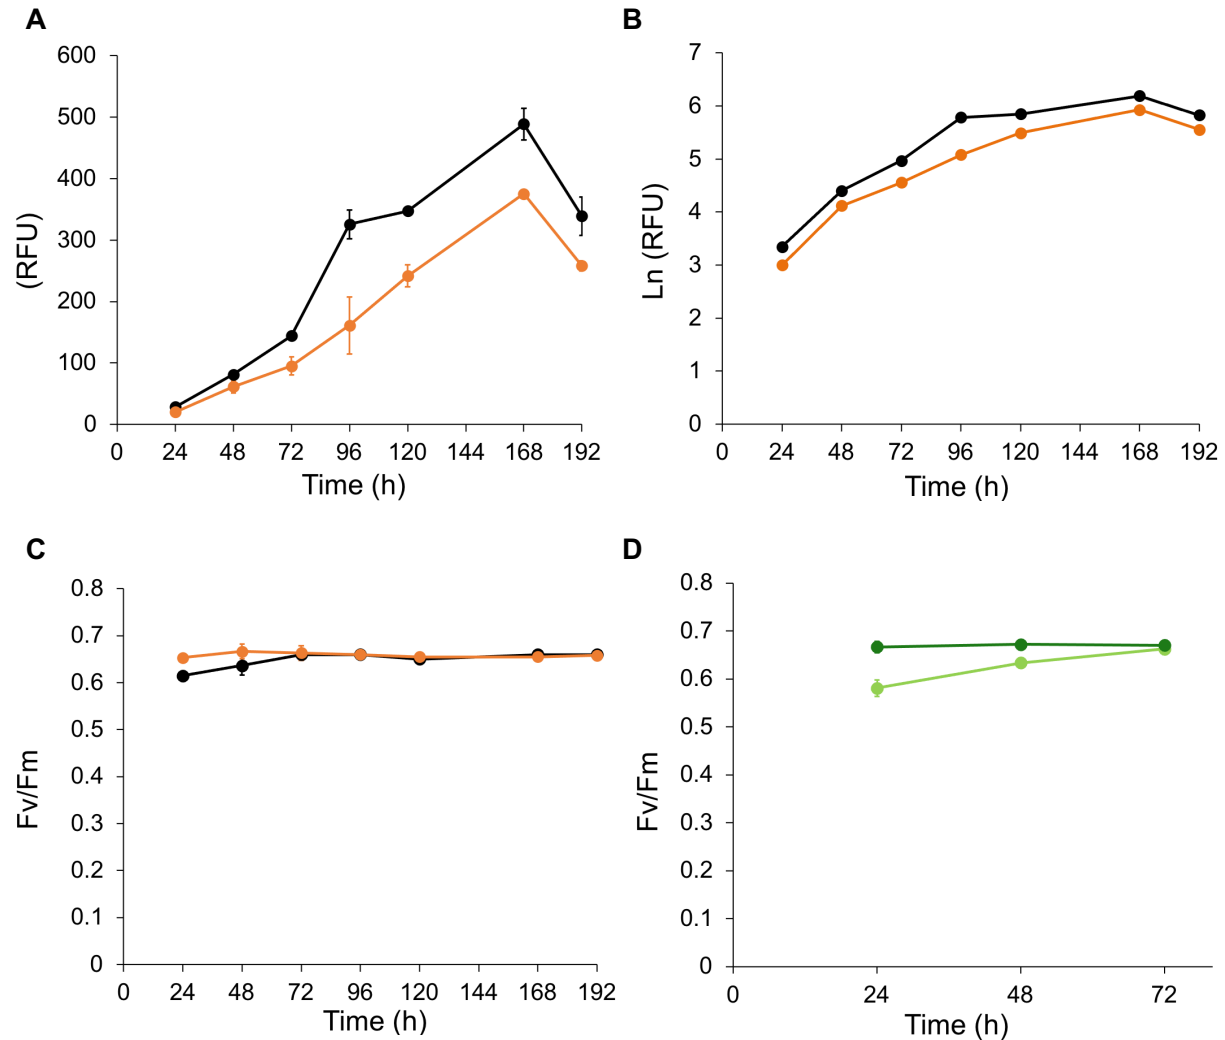 A
600
500
400
300
200
100
0
(RFU)
0 24 48 72 96 120 144 168 192
Time (h)
B
7
6
5
4
3
2
1
0
Ln (RFU)
0 24 48 72 96 120 144 168 192
Time (h)
C
0.8
0.7
0.6
0.5
0.4
0.3
0.2
0.1
0
Fv/Fm
0 24 48 72 96 120 144 168 192
Time (h)
D
0.8
0.7
0.6
0.5
0.4
0.3
0.2
0.1
0
Fv/Fm
0 24 48 72
Time (h)